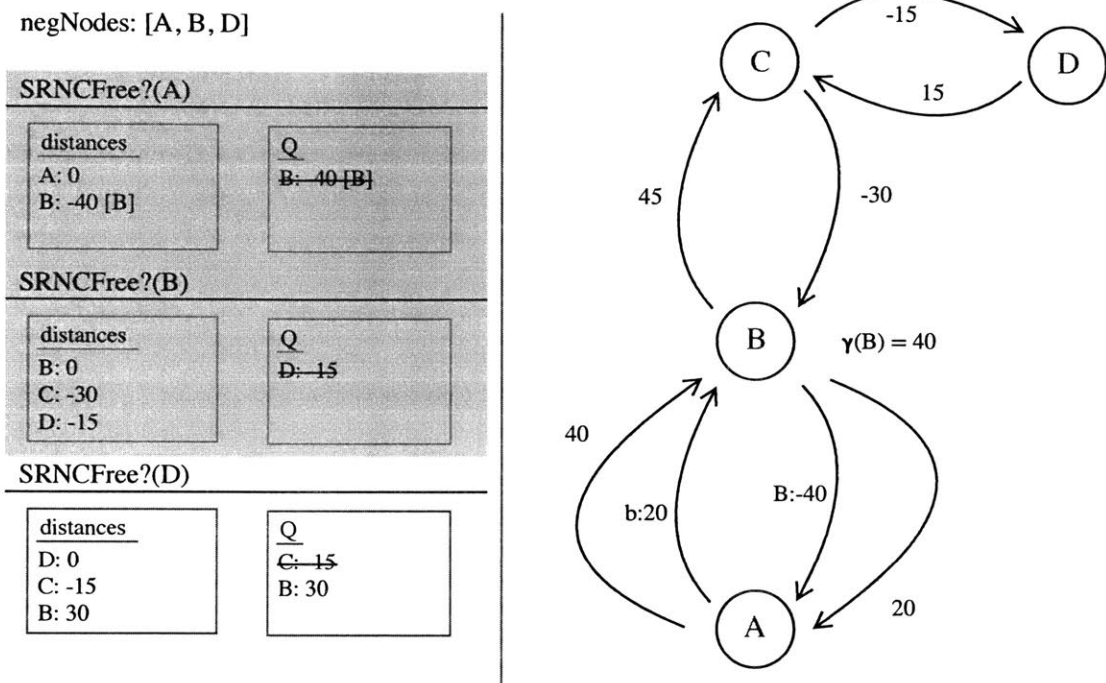 negNodes: [A, B, D]
SRNCFree?(A)
distances
A: 0
B: -40 [B]
Q
B: -40 [B]
SRNCFree?(B)
distances
B: 0
C: -30
D: -15
Q
D: -15
SRNCFree?(D)
distances
D: 0
C: -15
B: 30
Q
C: -15
B: 30
-15
C
D
15
45
-30
B
γ(B) = 40
40
b:20
B:-40
20
A